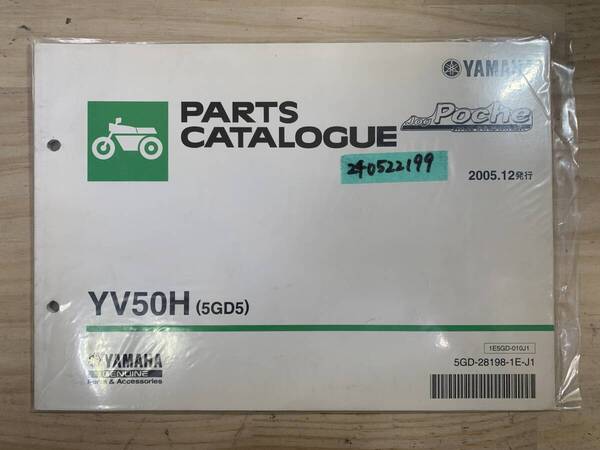 YAMAHA
PARTS
CATALOGUE
Jog Poche
240522199
2005.12発行
YV50H (5GD5)
YAMAHA
GENUINE
Parts & Accessories
1E5GD-010J1
5GD-28198-1E-J1